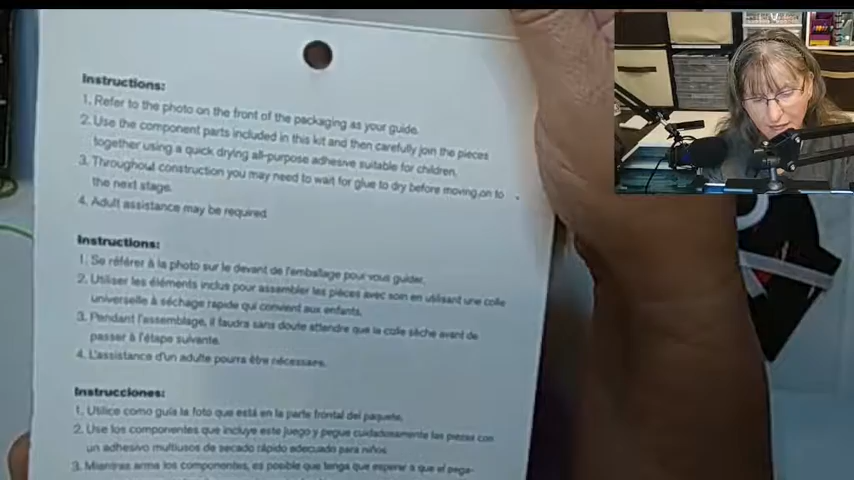 Instructions:
1. Refer to the photo on the front of the packaging as your guide.
2. Use the component parts included in this kit and then carefully join the pieces
together using a quick drying all-purpose adhesive suitable for children.
3. Throughout construction you may need to wait for glue to dry before moving on to
the next stage.
4. Adult assistance may be required.
Instructions:
1. Se référer à la photo sur le devant de l'emballage pour vous guider.
2. Utiliser les éléments inclus pour assembler les pièces avec soin en utilisant une colle
universelle à séchage rapide qui convient aux enfants.
3. Pendant l'assemblage, il faudra sans doute attendre que la colle sèche avant de
passer à l'étape suivante.
4. L'assistance d'un adulte pourra être nécessaire.
Instrucciones:
1. Utilice como guía la foto que está en la parte frontal del paquete.
2. Use los componentes que incluye este juego y pegue cuidadosamente las piezas con
un adhesivo multiusos de secado rápido adecuado para niños.
3. Mientras arma los componentes, es posible que tenga que esperar a que el pega-